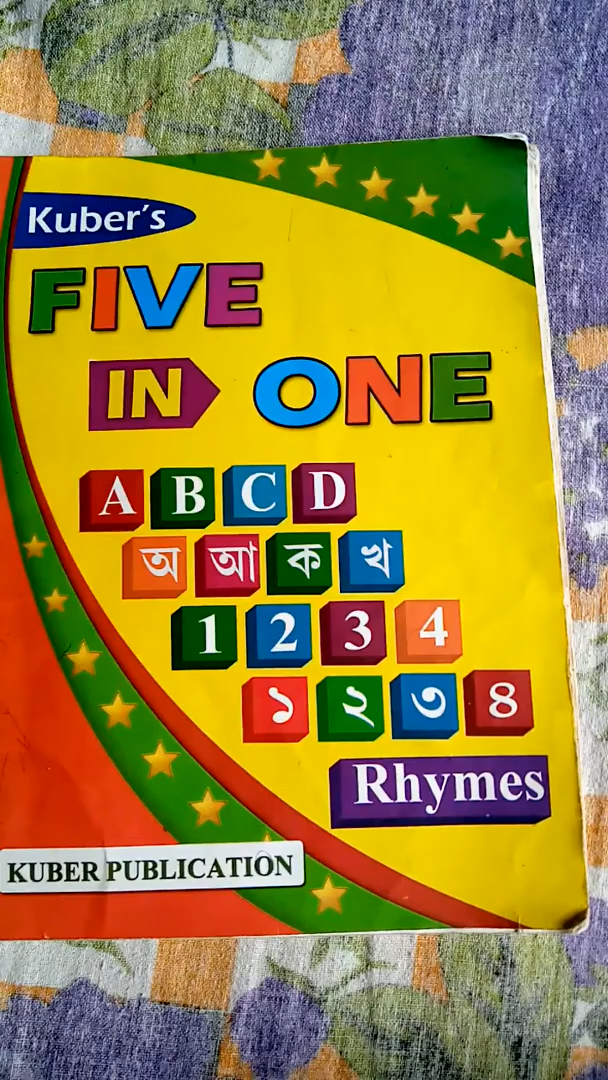 Kuber's
FIVE
IN ONE
A B C D
অ আ ক খ
1 2 3 4
১ ২ ৩ ৪
Rhymes
KUBER PUBLICATION